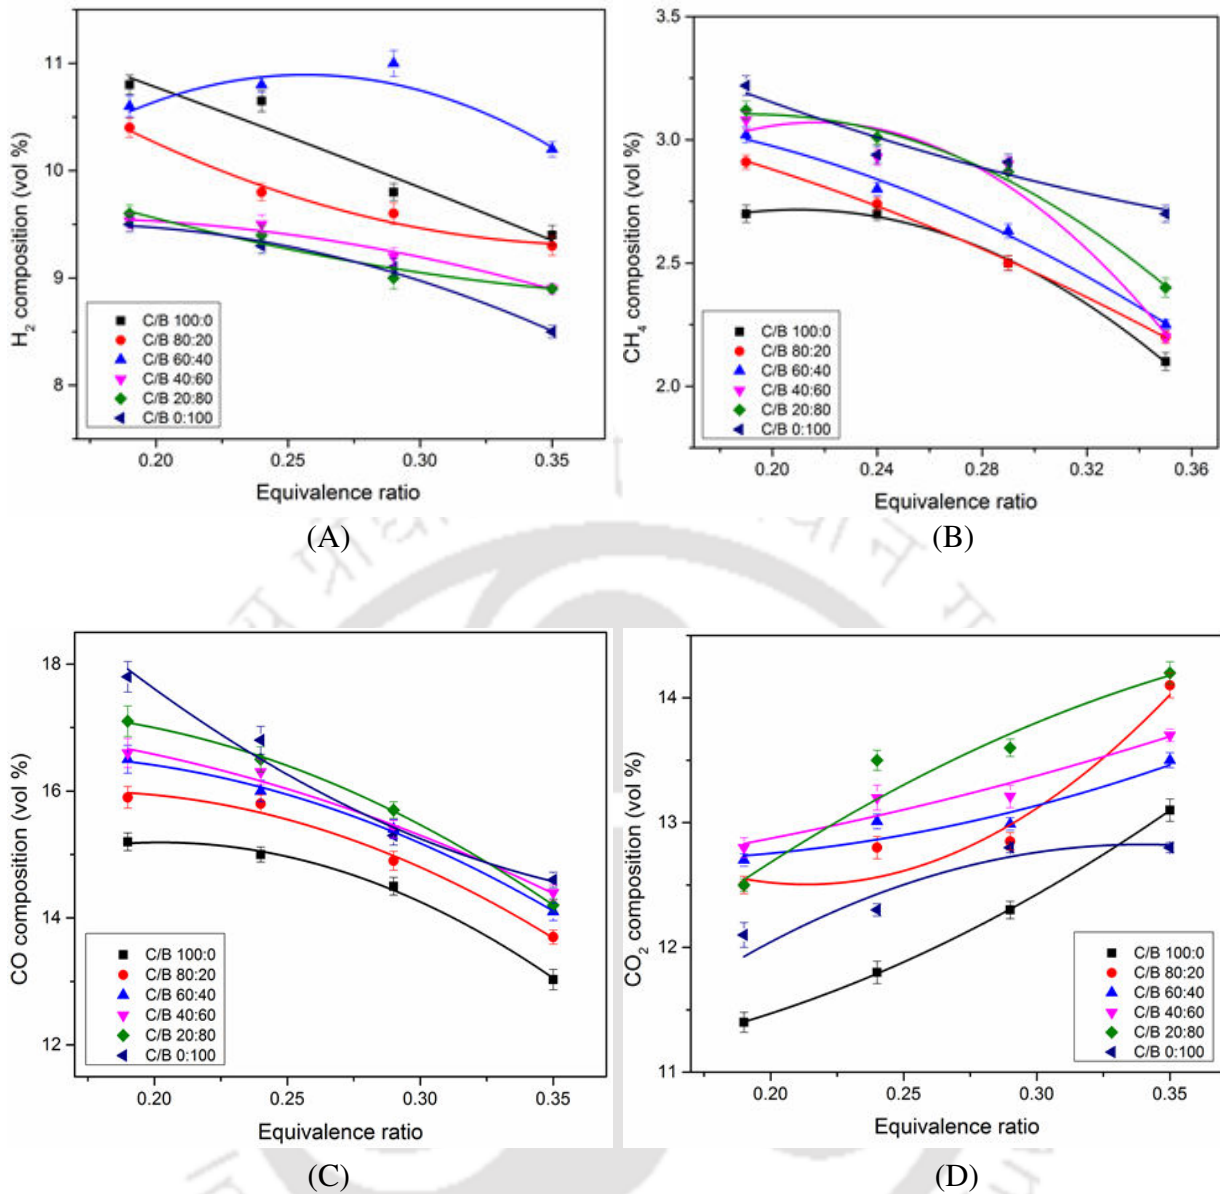 11
10
9
8
H2 composition (vol %)
C/B 100:0
C/B 80:20
C/B 60:40
C/B 40:60
C/B 20:80
C/B 0:100
0.20 0.25 0.30 0.35
Equivalence ratio
(A)
3.5
3.0
2.5
2.0
CH4 composition (vol %)
C/B 100:0
C/B 80:20
C/B 60:40
C/B 40:60
C/B 20:80
C/B 0:100
0.20 0.24 0.28 0.32 0.36
Equivalence ratio
(B)
18
16
14
12
CO composition (vol %)
C/B 100:0
C/B 80:20
C/B 60:40
C/B 40:60
C/B 20:80
C/B 0:100
0.20 0.25 0.30 0.35
Equivalence ratio
(C)
14
13
12
11
CO2 composition (vol %)
C/B 100:0
C/B 80:20
C/B 60:40
C/B 40:60
C/B 20:80
C/B 0:100
0.20 0.25 0.30 0.35
Equivalence ratio
(D)